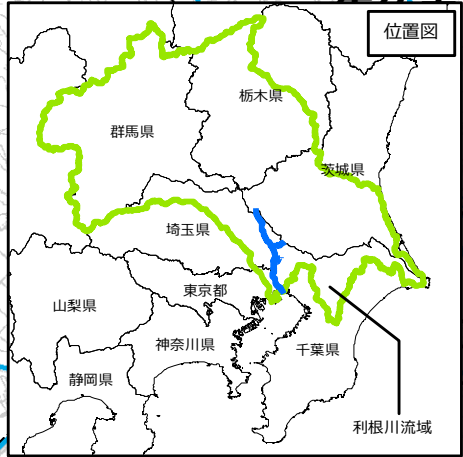 位置図
栃木県
群馬県
茨城県
埼玉県
東京都
山梨県
神奈川県
千葉県
静岡県
利根川流域